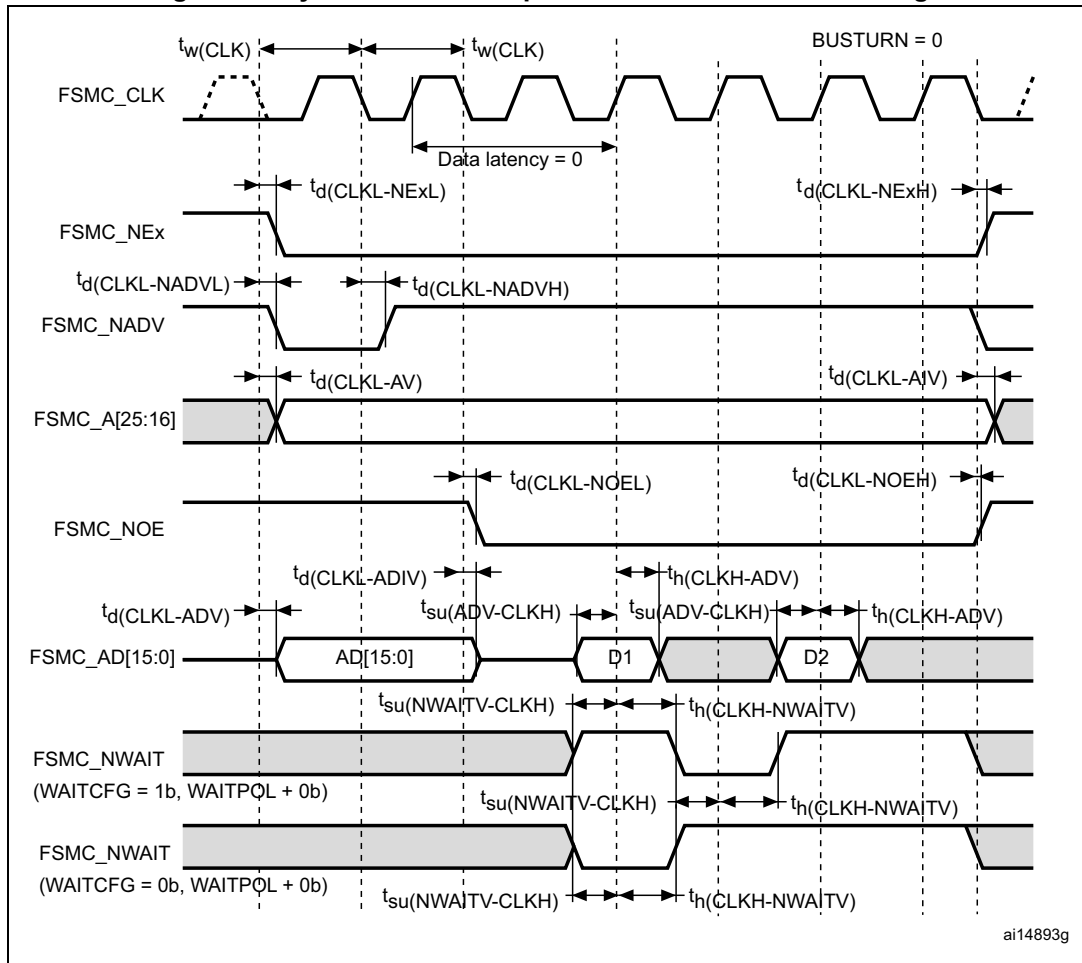 BUSTURN = 0
tw(CLK) tw(CLK)
FSMC_CLK
Data latency = 0
td(CLKL-NExL) td(CLKL-NExH)
FSMC_NEx
td(CLKL-NADVL) td(CLKL-NADVH)
FSMC_NADV
td(CLKL-AV) td(CLKL-AIV)
FSMC_A[25:16]
td(CLKL-NOEL) td(CLKL-NOEH)
FSMC_NOE
td(CLKL-ADIV) th(CLKH-ADV)
td(CLKL-ADV) tsu(ADV-CLKH) tsu(ADV-CLKH) th(CLKH-ADV)
FSMC_AD[15:0] AD[15:0] D1 D2
tsu(NWAITV-CLKH) th(CLKH-NWAITV)
FSMC_NWAIT
(WAITCFG = 1b, WAITPOL + 0b)
tsu(NWAITV-CLKH) th(CLKH-NWAITV)
FSMC_NWAIT
(WAITCFG = 0b, WAITPOL + 0b)
tsu(NWAITV-CLKH) th(CLKH-NWAITV)
ai14893g